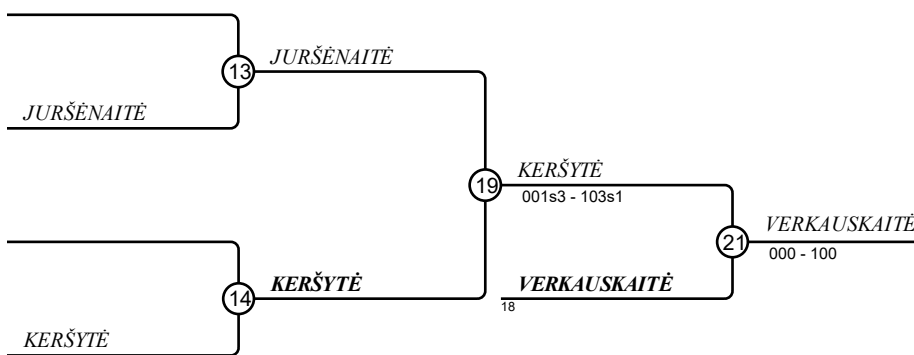 JURŠĖNAITĖ
13
JURŠĖNAITĖ
KERŠYTĖ
19
001s3 - 103s1
VERKAUSKAITĖ
21
000 - 100
KERŠYTĖ
VERKAUSKAITĖ
14
18
KERŠYTĖ